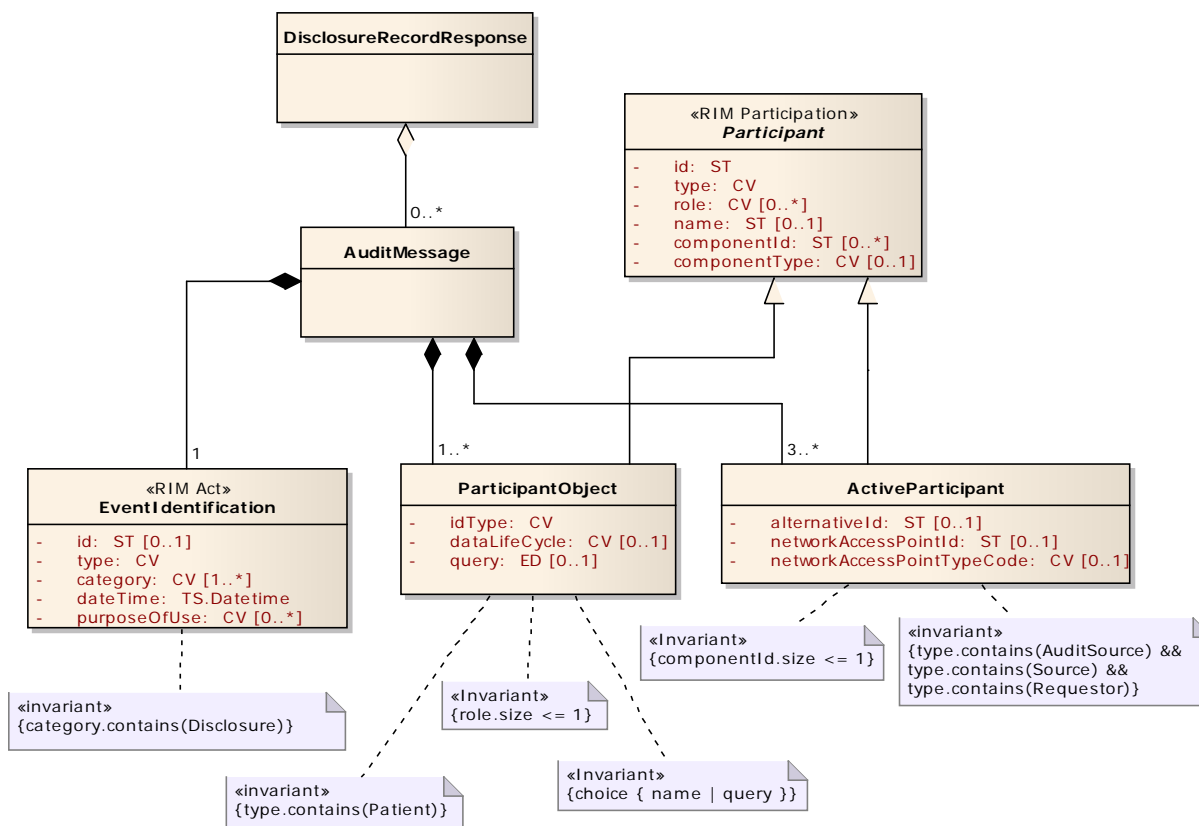 DisclosureRecordResponse
«RIM Participation»
Participant
- id: ST
- type: CV
- role: CV [0..*]
- name: ST [0..1]
- componentId: ST [0..*]
- componentType: CV [0..1]
0..*
AuditMessage
1
1..*
3..*
«RIM Act»
EventIdentification
- id: ST [0..1]
- type: CV
- category: CV [1..*]
- dateTime: TS.Datetime
- purposeOfUse: CV [0..*]
ParticipantObject
- idType: CV
- dataLifeCycle: CV [0..1]
- query: ED [0..1]
ActiveParticipant
- alternativeId: ST [0..1]
- networkAccessPointId: ST [0..1]
- networkAccessPointTypeCode: CV [0..1]
«invariant»
{category.contains(Disclosure)}
«Invariant»
{role.size <= 1}
«Invariant»
{componentId.size <= 1}
«invariant»
{type.contains(AuditSource) &&
type.contains(Source) &&
type.contains(Requestor)}
«invariant»
{type.contains(Patient)}
«Invariant»
{choice { name | query }}